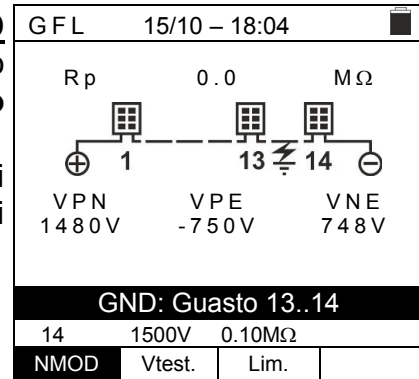 GFL 15/10 – 18:04
Rp 0.0 MΩ
1 13 14
VPN VPE VNE
1480V -750V 748V
GND: Guasto 13..14
14 1500V 0.10MΩ
NMOD Vtest. Lim.